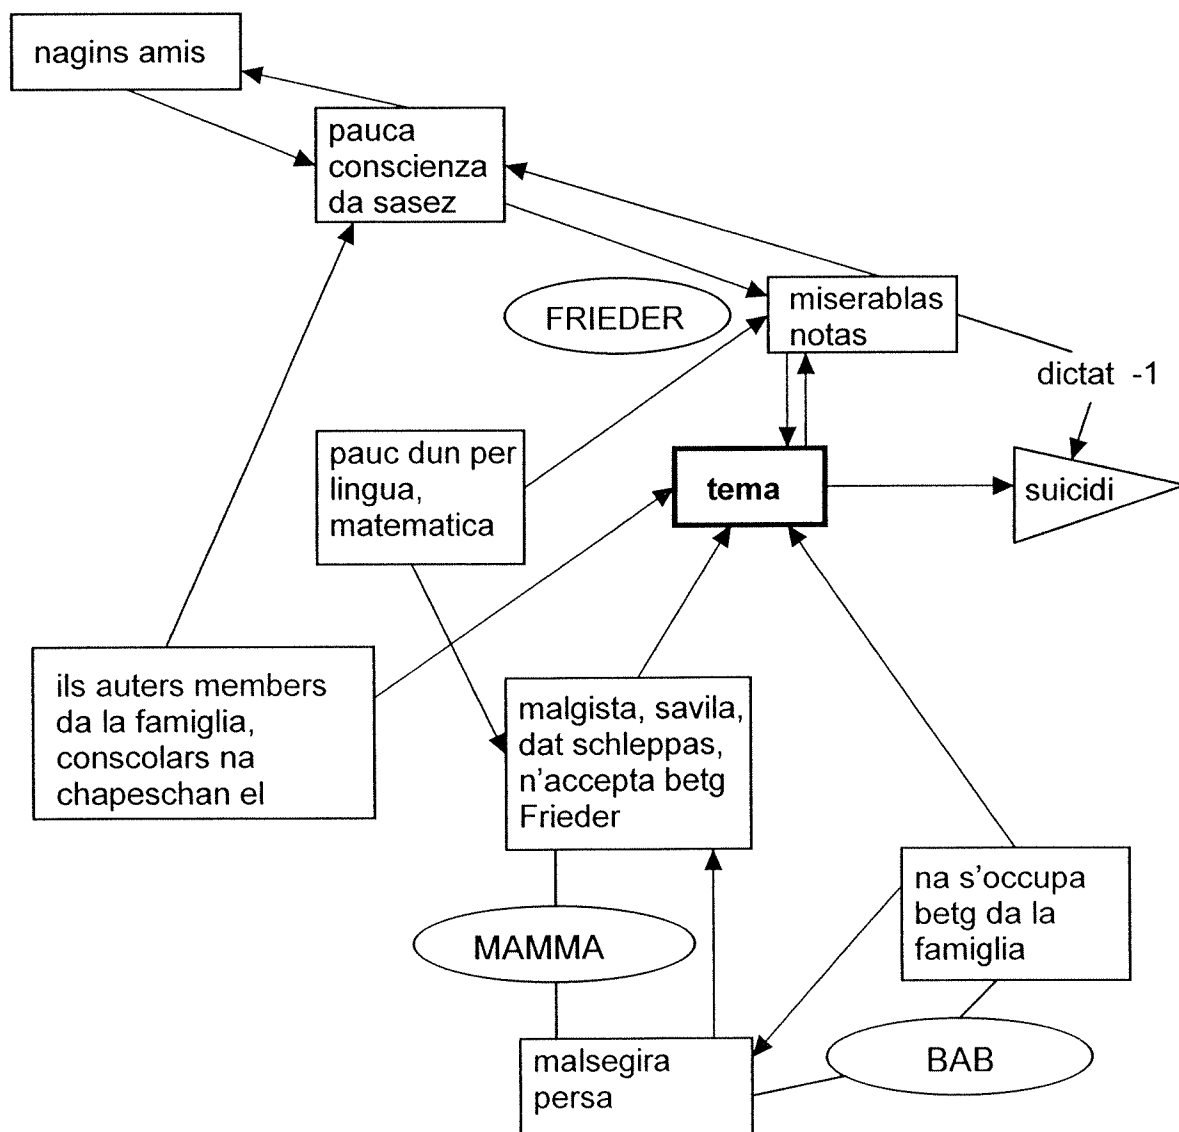 nagins amis
pauca
conscienza
da sasez
FRIEDER
miserablas
notas
dictat -1
pauc dun per
lingua,
matematica
tema
suicidi
ils auters members
da la famiglia,
conscolars na
chapeschan el
malgista, savila,
dat schleppas,
n'accepta betg
Frieder
na s'occupa
betg da la
famiglia
MAMMA
BAB
malsegira
persa